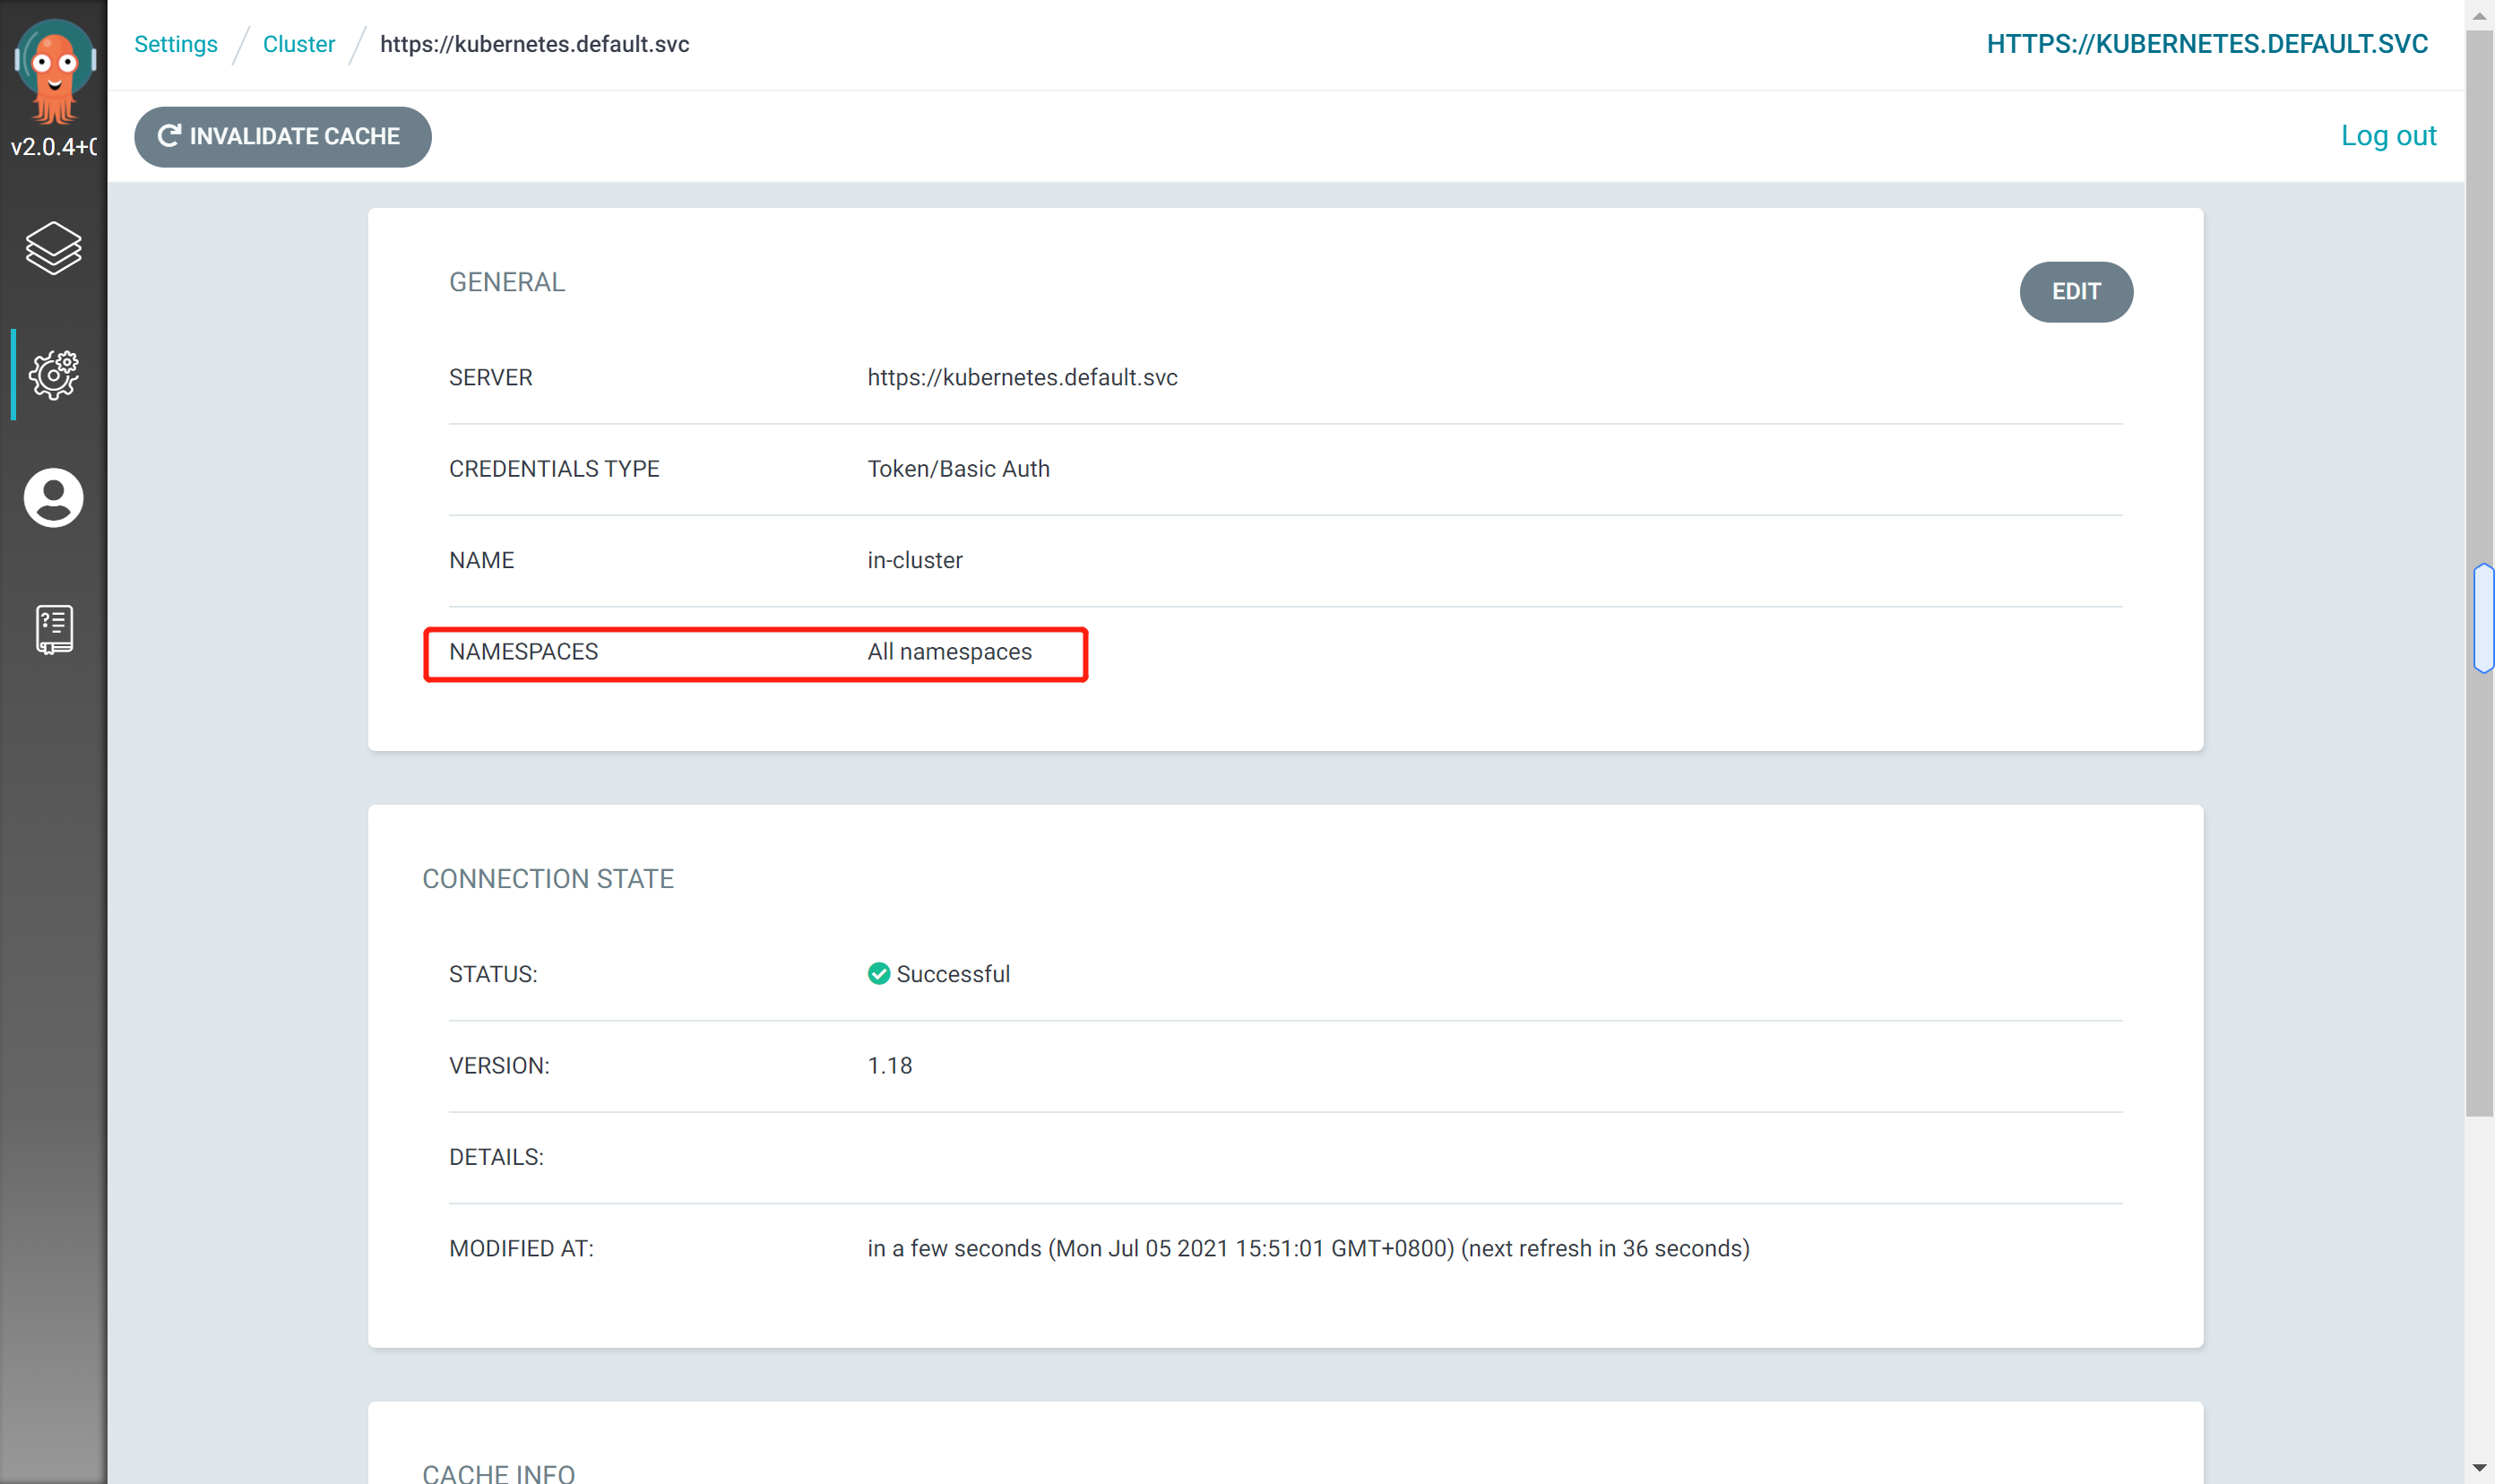 Settings / Cluster / https://kubernetes.default.svc
HTTPS://KUBERNETES.DEFAULT.SVC
v2.0.4+
INVALIDATE CACHE
Log out
GENERAL
EDIT
SERVER https://kubernetes.default.svc
CREDENTIALS TYPE Token/Basic Auth
NAME in-cluster
NAMESPACES All namespaces
CONNECTION STATE
STATUS: Successful
VERSION: 1.18
DETAILS:
MODIFIED AT: in a few seconds (Mon Jul 05 2021 15:51:01 GMT+0800) (next refresh in 36 seconds)
CACHE INFO